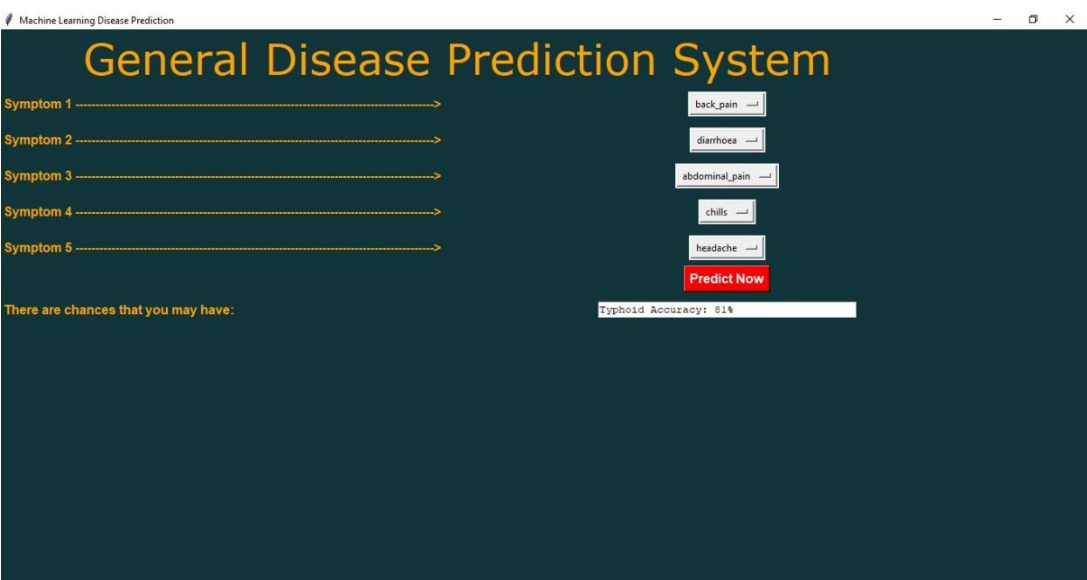 Machine Learning Disease Prediction
General Disease Prediction System
Symptom 1 ------------------------------------------------------------------------------------------> back_pain
Symptom 2 ------------------------------------------------------------------------------------------> diarrhoea
Symptom 3 ------------------------------------------------------------------------------------------> abdominal_pain
Symptom 4 ------------------------------------------------------------------------------------------> chills
Symptom 5 ------------------------------------------------------------------------------------------> headache
Predict Now
There are chances that you may have: Typhoid Accuracy: 81%